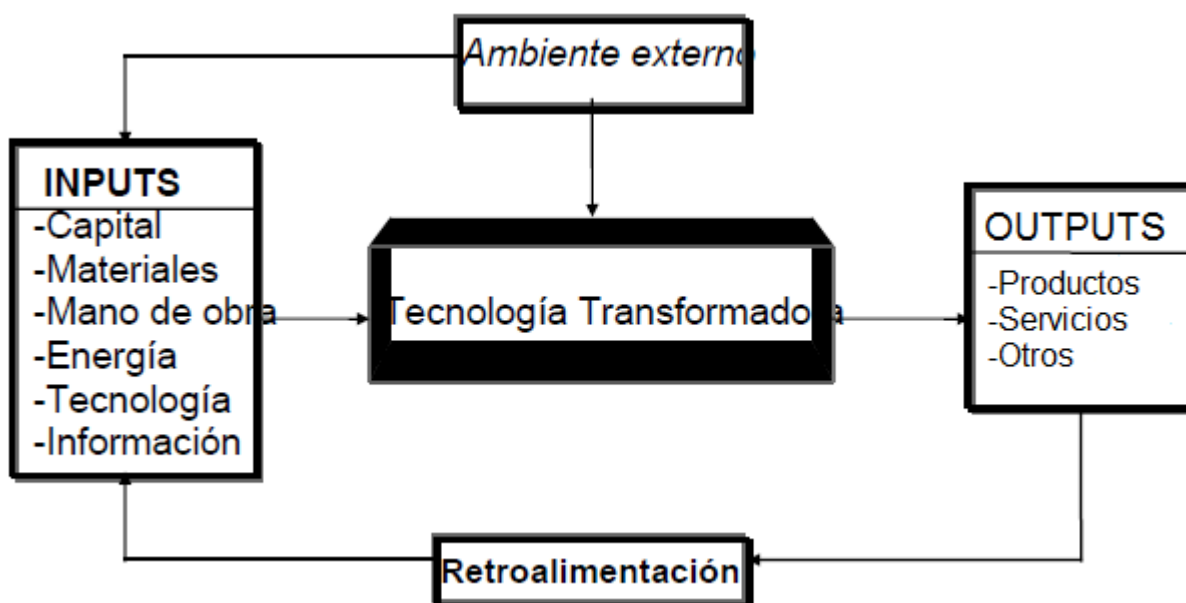 Ambiente externo
INPUTS
-Capital
-Materiales
-Mano de obra
-Energía
-Tecnología
-Información
Tecnología Transformadora
OUTPUTS
-Productos
-Servicios
-Otros
Retroalimentación